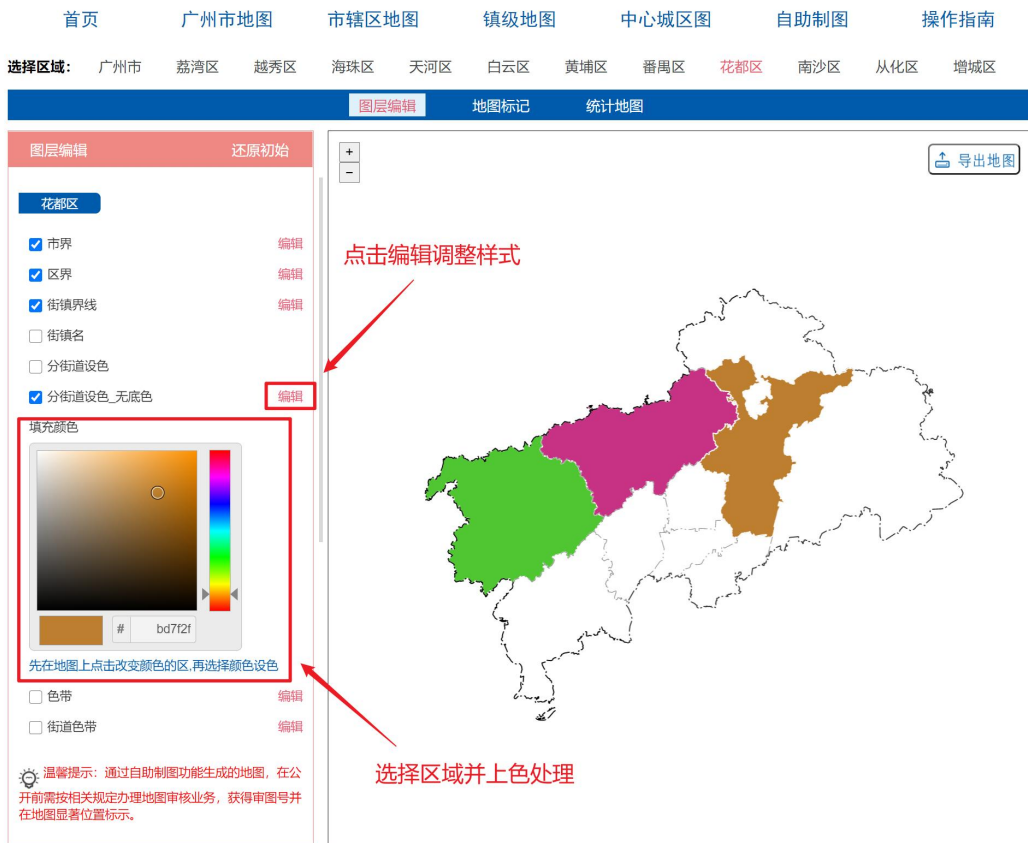 首页 广州市地图 市辖区地图 镇级地图 中心城区图 自助制图 操作指南
选择区域： 广州市 荔湾区 越秀区 海珠区 天河区 白云区 黄埔区 番禺区 花都区 南沙区 从化区 增城区
图层编辑 地图标记 统计地图
图层编辑 还原初始
+
−
导出地图
花都区
市界 编辑
点击编辑调整样式
区界 编辑
街镇界线 编辑
街镇名
分街道设色
分街道设色_无底色 编辑
填充颜色
# bd7f2f
先在地图上点击改变颜色的区,再选择颜色设色
色带 编辑
街道色带 编辑
选择区域并上色处理
温馨提示：通过自助制图功能生成的地图，在公
开前需按相关规定办理地图审核业务，获得审图号并
在地图显著位置标示。